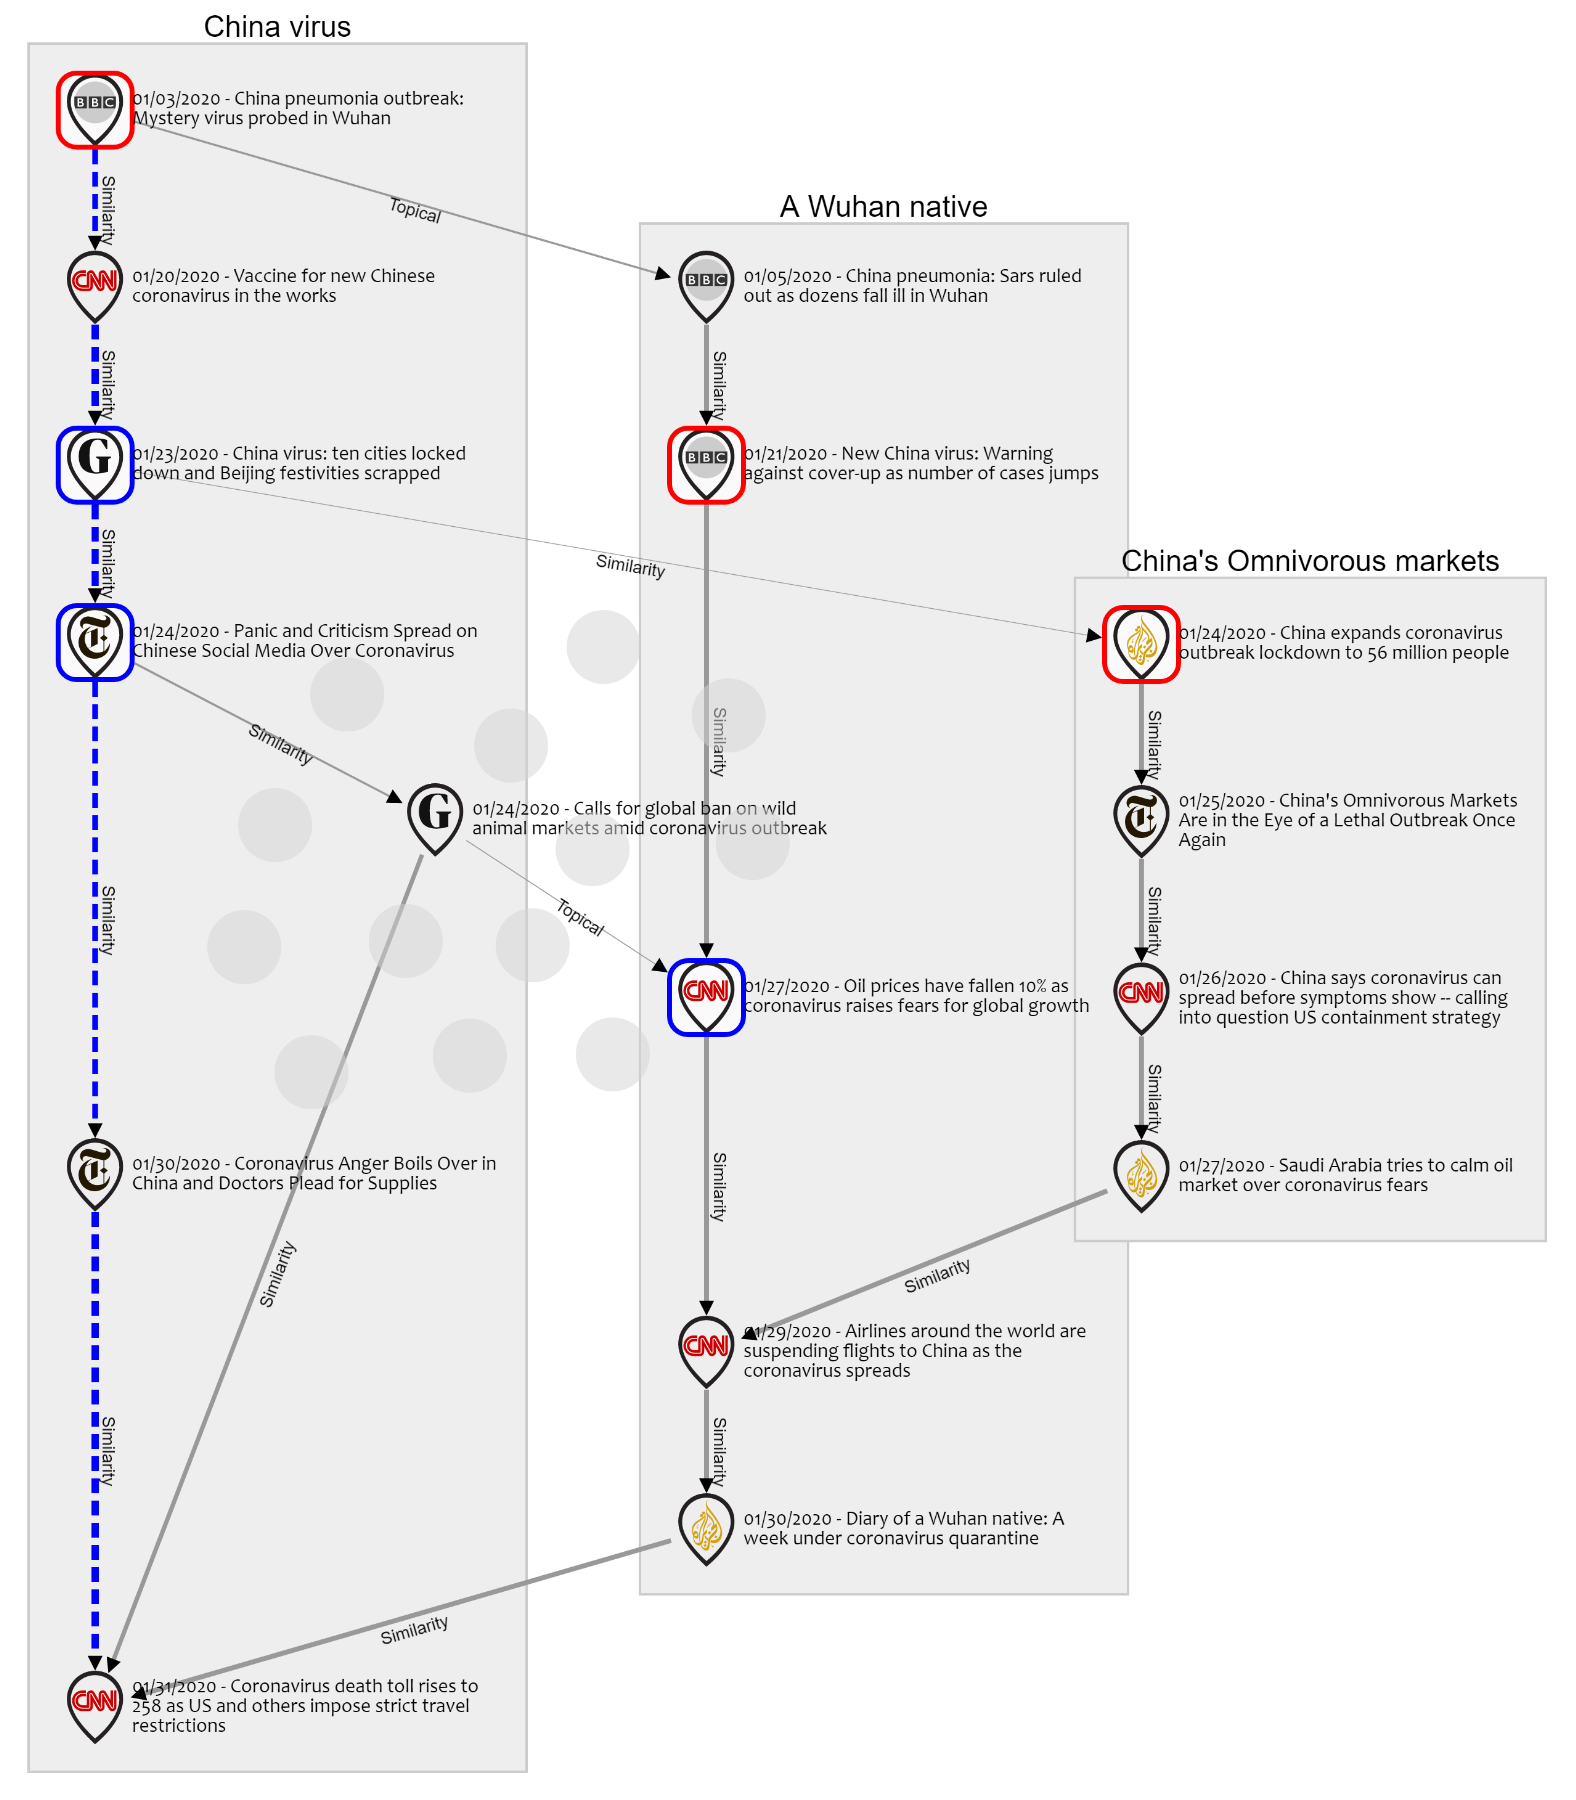 China virus
BBC
01/03/2020 - China pneumonia outbreak:
Mystery virus probed in Wuhan
Similarity
Topical
A Wuhan native
CNN
01/20/2020 - Vaccine for new Chinese
coronavirus in the works
BBC
01/05/2020 - China pneumonia: Sars ruled
out as dozens fall ill in Wuhan
Similarity
Similarity
G
01/23/2020 - China virus: ten cities locked
down and Beijing festivities scrapped
BBC
01/21/2020 - New China virus: Warning
against cover-up as number of cases jumps
Similarity
Similarity
China's Omnivorous markets
T
01/24/2020 - Panic and Criticism Spread on
Chinese Social Media Over Coronavirus
01/24/2020 - China expands coronavirus
outbreak lockdown to 56 million people
Similarity
Similarity
Similarity
G
01/24/2020 - Calls for global ban on wild
animal markets amid coronavirus outbreak
T
01/25/2020 - China's Omnivorous Markets
Are in the Eye of a Lethal Outbreak Once
Again
Similarity
Topical
Similarity
CNN
01/27/2020 - Oil prices have fallen 10% as
coronavirus raises fears for global growth
CNN
01/26/2020 - China says coronavirus can
spread before symptoms show -- calling
into question US containment strategy
Similarity
T
01/30/2020 - Coronavirus Anger Boils Over in
China and Doctors Plead for Supplies
01/27/2020 - Saudi Arabia tries to calm oil
market over coronavirus fears
Similarity
Similarity
Similarity
CNN
01/29/2020 - Airlines around the world are
suspending flights to China as the
coronavirus spreads
Similarity
Similarity
01/30/2020 - Diary of a Wuhan native: A
week under coronavirus quarantine
Similarity
CNN
01/31/2020 - Coronavirus death toll rises to
258 as US and others impose strict travel
restrictions